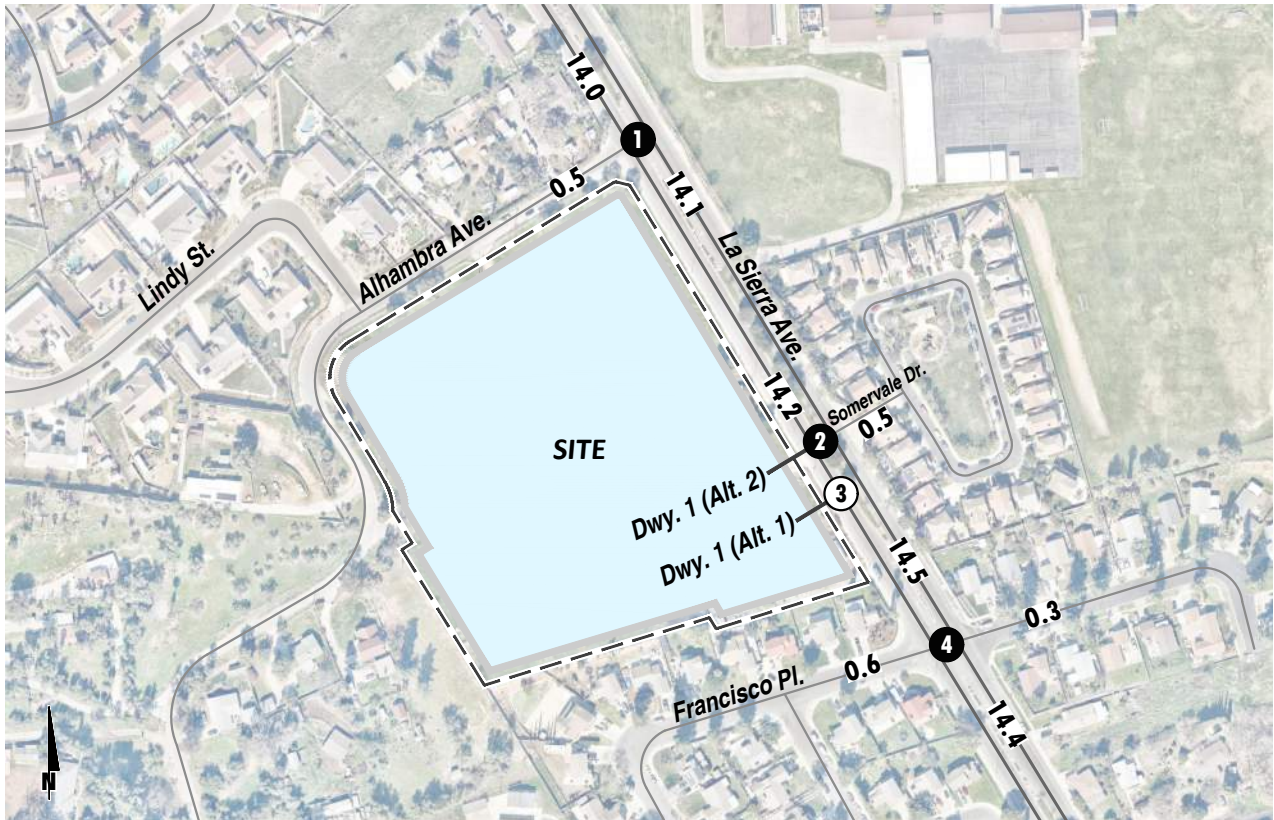 14.0
1
0.5
14.1
Alhambra Ave.
Lindy St.
La Sierra Ave.
14.2
Somervale Dr.
0.5
2
SITE
Dwy. 1 (Alt. 2)
3
Dwy. 1 (Alt. 1)
14.5
0.3
4
0.6
Francisco Pl.
14.4
N